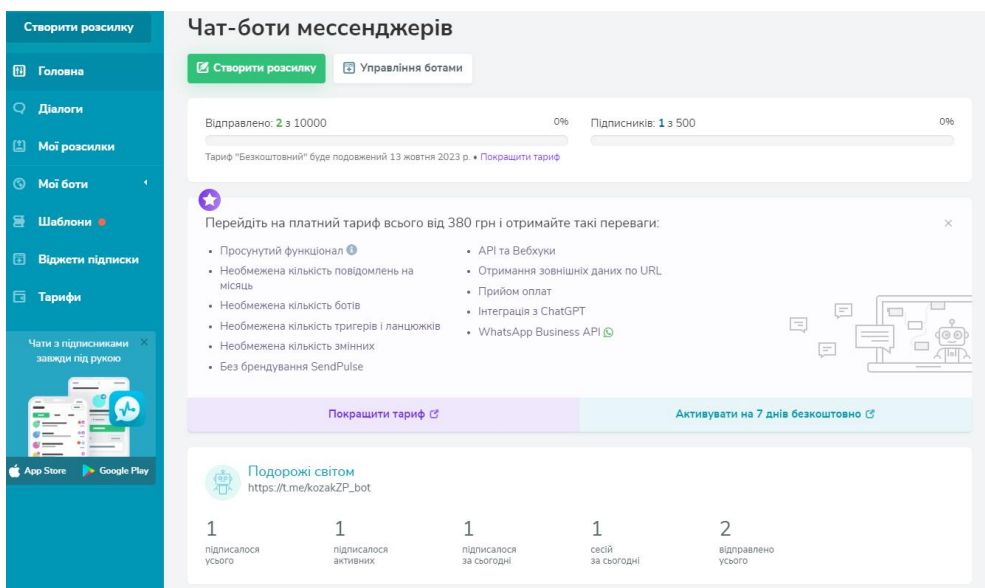 Створити розсилку
Головна
Діалоги
Мої розсилки
Мої боти
Шаблони
Віджети підписки
Тарифи
Чати з підписниками
завжди під рукою
App Store
Google Play
Чат-боти мессенджерів
Створити розсилку
Управління ботами
Відправлено: 2 з 10000
0%
Підписників: 1 з 500
0%
Тариф "Безкоштовний" буде подовжений 13 жовтня 2023 р. • Покращити тариф
Перейдіть на платний тариф всього від 380 грн і отримайте такі переваги:
• Просунутий функціонал
• Необмежена кількість повідомлень на
місяць
• Необмежена кількість ботів
• Необмежена кількість тригерів і ланцюжків
• Необмежена кількість змінних
• Без брендування SendPulse
• API та Вебхуки
• Отримання зовнішніх даних по URL
• Прийом оплат
• Інтеграція з ChatGPT
• WhatsApp Business API
Покращити тариф
Активувати на 7 днів безкоштовно
Подорожі світом
https://t.me/kozakZP_bot
1
підписалося
усього
1
підписалося
активних
1
підписалося
за сьогодні
1
сесій
за сьогодні
2
відправлено
усього